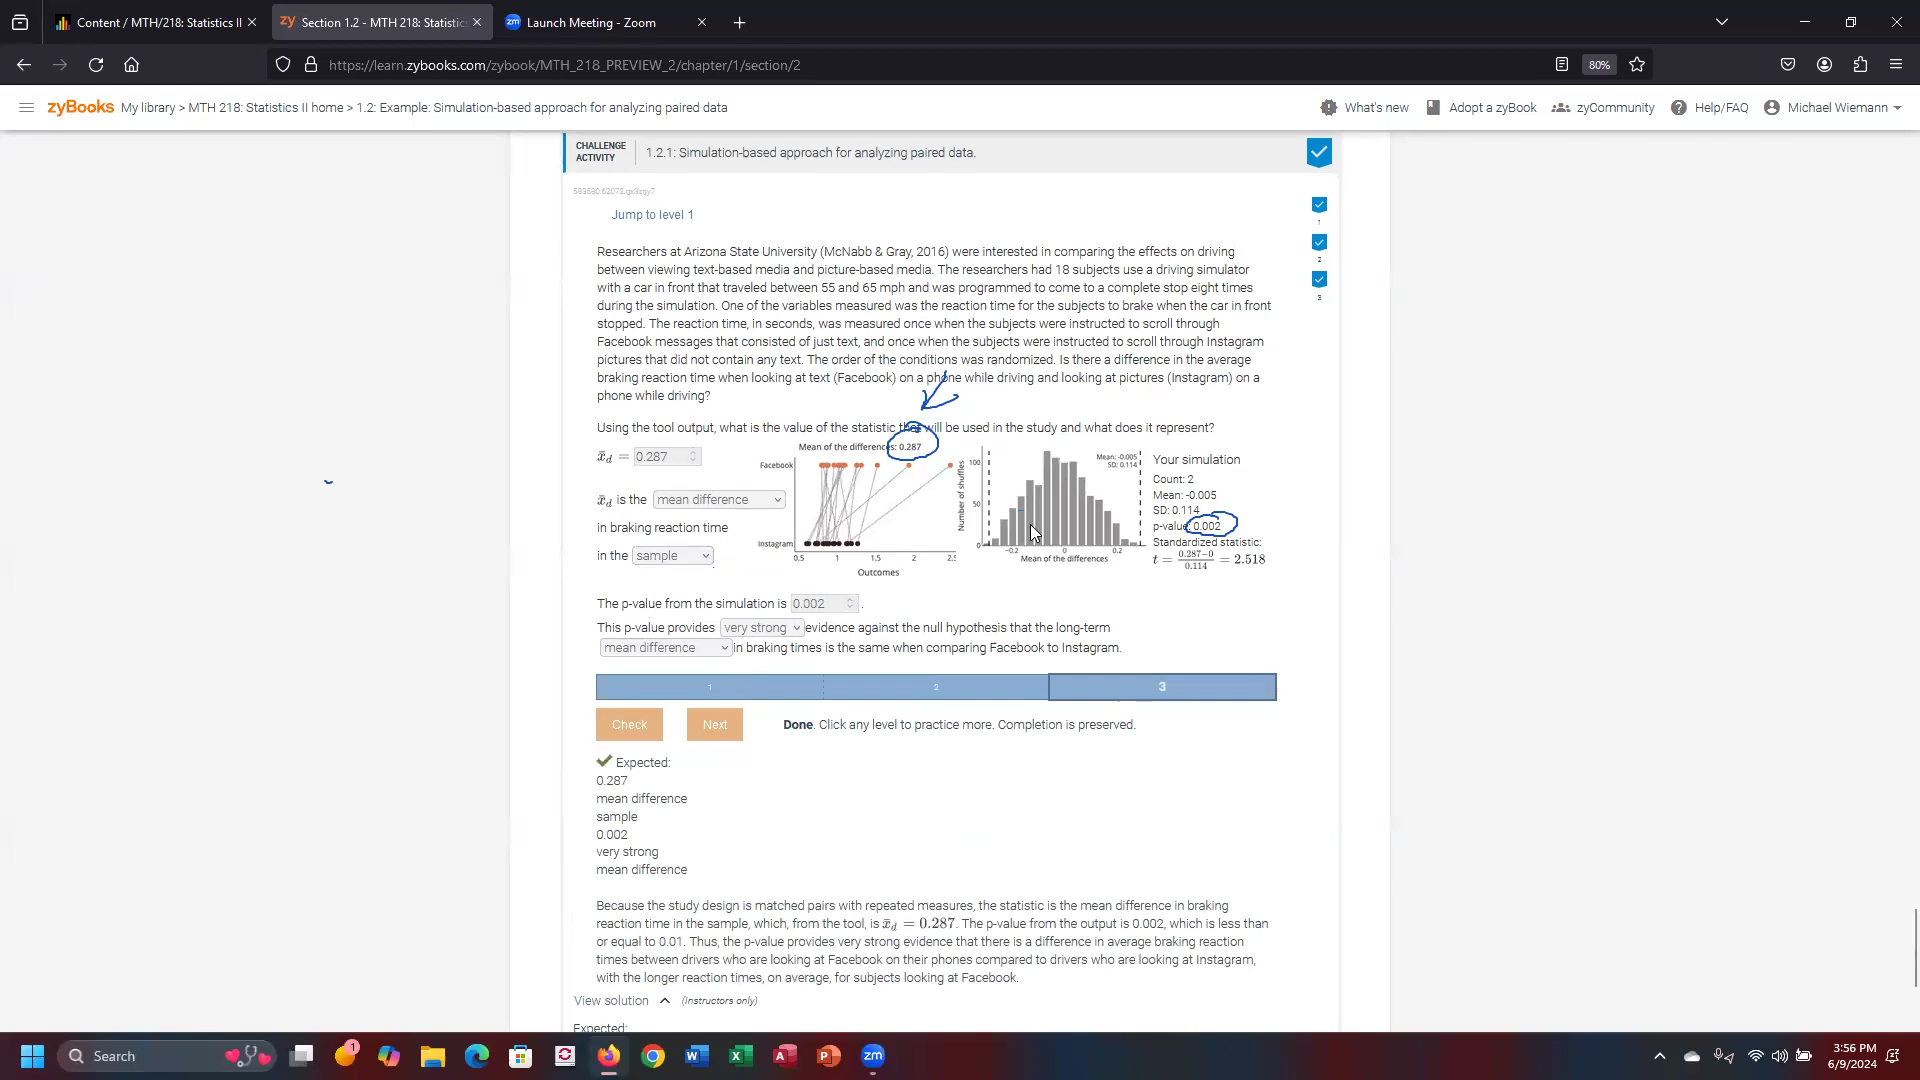 Content / MTH/218: Statistics II
Section 1.2 - MTH 218: Statistic
Launch Meeting - Zoom
https://learn.zybooks.com/zybook/MTH_218_PREVIEW_2/chapter/1/section/2
80%
zyBooks My library > MTH 218: Statistics II home > 1.2: Example: Simulation-based approach for analyzing paired data
What's new
Adopt a zyBook
zyCommunity
Help/FAQ
Michael Wiemann
CHALLENGE ACTIVITY
1.2.1: Simulation-based approach for analyzing paired data.
Jump to level 1
1
2
3
Researchers at Arizona State University (McNabb & Gray, 2016) were interested in comparing the effects on driving
between viewing text-based media and picture-based media. The researchers had 18 subjects use a driving simulator
with a car in front that traveled between 55 and 65 mph and was programmed to come to a complete stop eight times
during the simulation. One of the variables measured was the reaction time for the subjects to brake when the car in front
stopped. The reaction time, in seconds, was measured once when the subjects were instructed to scroll through
Facebook messages that consisted of just text, and once when the subjects were instructed to scroll through Instagram
pictures that did not contain any text. The order of the conditions was randomized. Is there a difference in the average
braking reaction time when looking at text (Facebook) on a phone while driving and looking at pictures (Instagram) on a
phone while driving?
Using the tool output, what is the value of the statistic that will be used in the study and what does it represent?
x̄d = 0.287
x̄d is the mean difference
in braking reaction time
in the sample
Mean of the differences: 0.287
Facebook
Instagram
0.5 1 1.5 2 2.5
Outcomes
Number of shuffles
100
50
0
Mean: -0.005
SD: 0.114
−0.2 0 0.2
Mean of the differences
Your simulation
Count: 2
Mean: -0.005
SD: 0.114
p-value: 0.002
Standardized statistic:
t = 0.287−0 / 0.114 = 2.518
The p-value from the simulation is 0.002 .
This p-value provides very strong evidence against the null hypothesis that the long-term
mean difference in braking times is the same when comparing Facebook to Instagram.
1
2
3
Check
Next
Done. Click any level to practice more. Completion is preserved.
Expected:
0.287
mean difference
sample
0.002
very strong
mean difference
Because the study design is matched pairs with repeated measures, the statistic is the mean difference in braking
reaction time in the sample, which, from the tool, is x̄d = 0.287. The p-value from the output is 0.002, which is less than
or equal to 0.01. Thus, the p-value provides very strong evidence that there is a difference in average braking reaction
times between drivers who are looking at Facebook on their phones compared to drivers who are looking at Instagram,
with the longer reaction times, on average, for subjects looking at Facebook.
View solution (Instructors only)
Expected:
Search
1
3:56 PM
6/9/2024